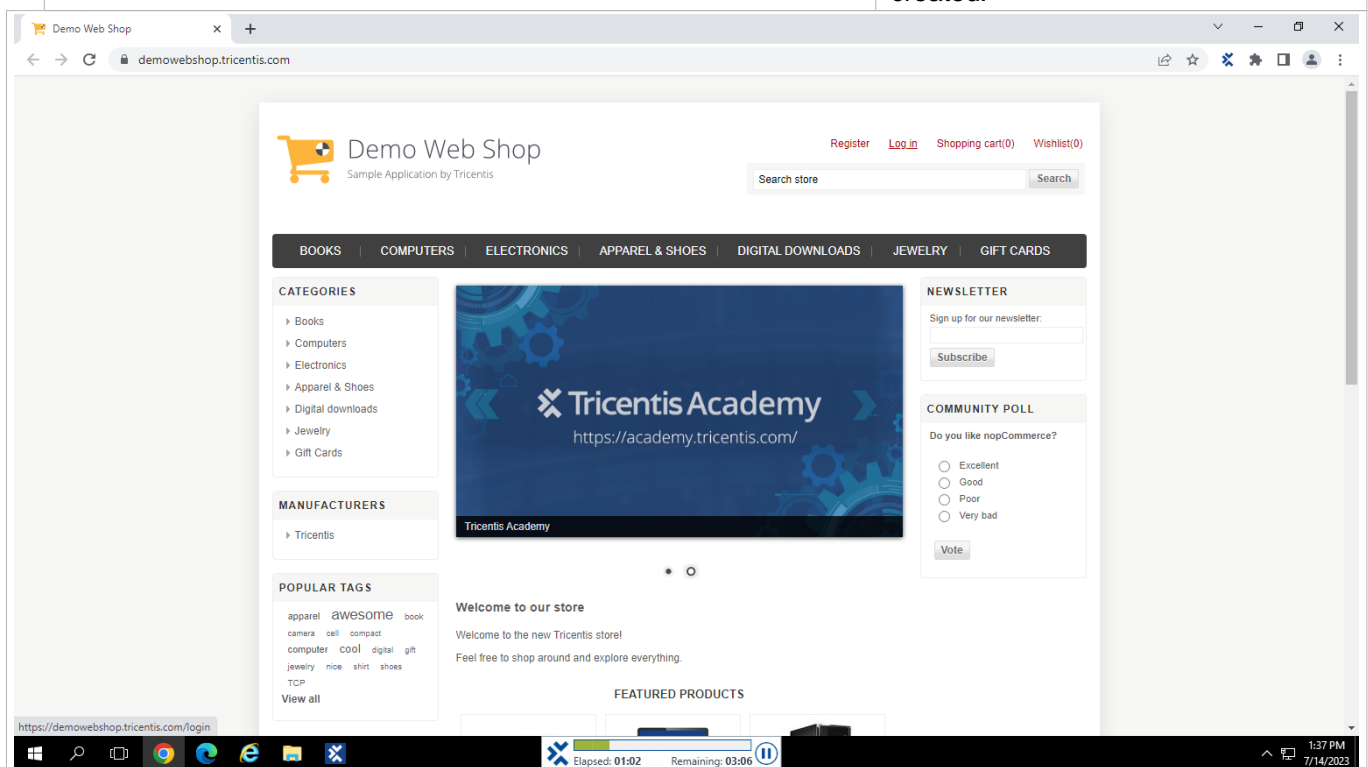 created.
Demo Web Shop
demowebshop.tricentis.com
Demo Web Shop
Sample Application by Tricentis
Register Log in Shopping cart(0) Wishlist(0)
Search store Search
BOOKS | COMPUTERS | ELECTRONICS | APPAREL & SHOES | DIGITAL DOWNLOADS | JEWELRY | GIFT CARDS
CATEGORIES
Books
Computers
Electronics
Apparel & Shoes
Digital downloads
Jewelry
Gift Cards
MANUFACTURERS
Tricentis
POPULAR TAGS
apparel awesome book
camera cell compact
computer cool digital gift
jewelry nice shirt shoes
TCP
View all
Tricentis Academy
https://academy.tricentis.com/
Tricentis Academy
Welcome to our store
Welcome to the new Tricentis store!
Feel free to shop around and explore everything.
FEATURED PRODUCTS
NEWSLETTER
Sign up for our newsletter:
Subscribe
COMMUNITY POLL
Do you like nopCommerce?
Excellent
Good
Poor
Very bad
Vote
https://demowebshop.tricentis.com/login
Elapsed: 01:02 Remaining: 03:06
1:37 PM
7/14/2023